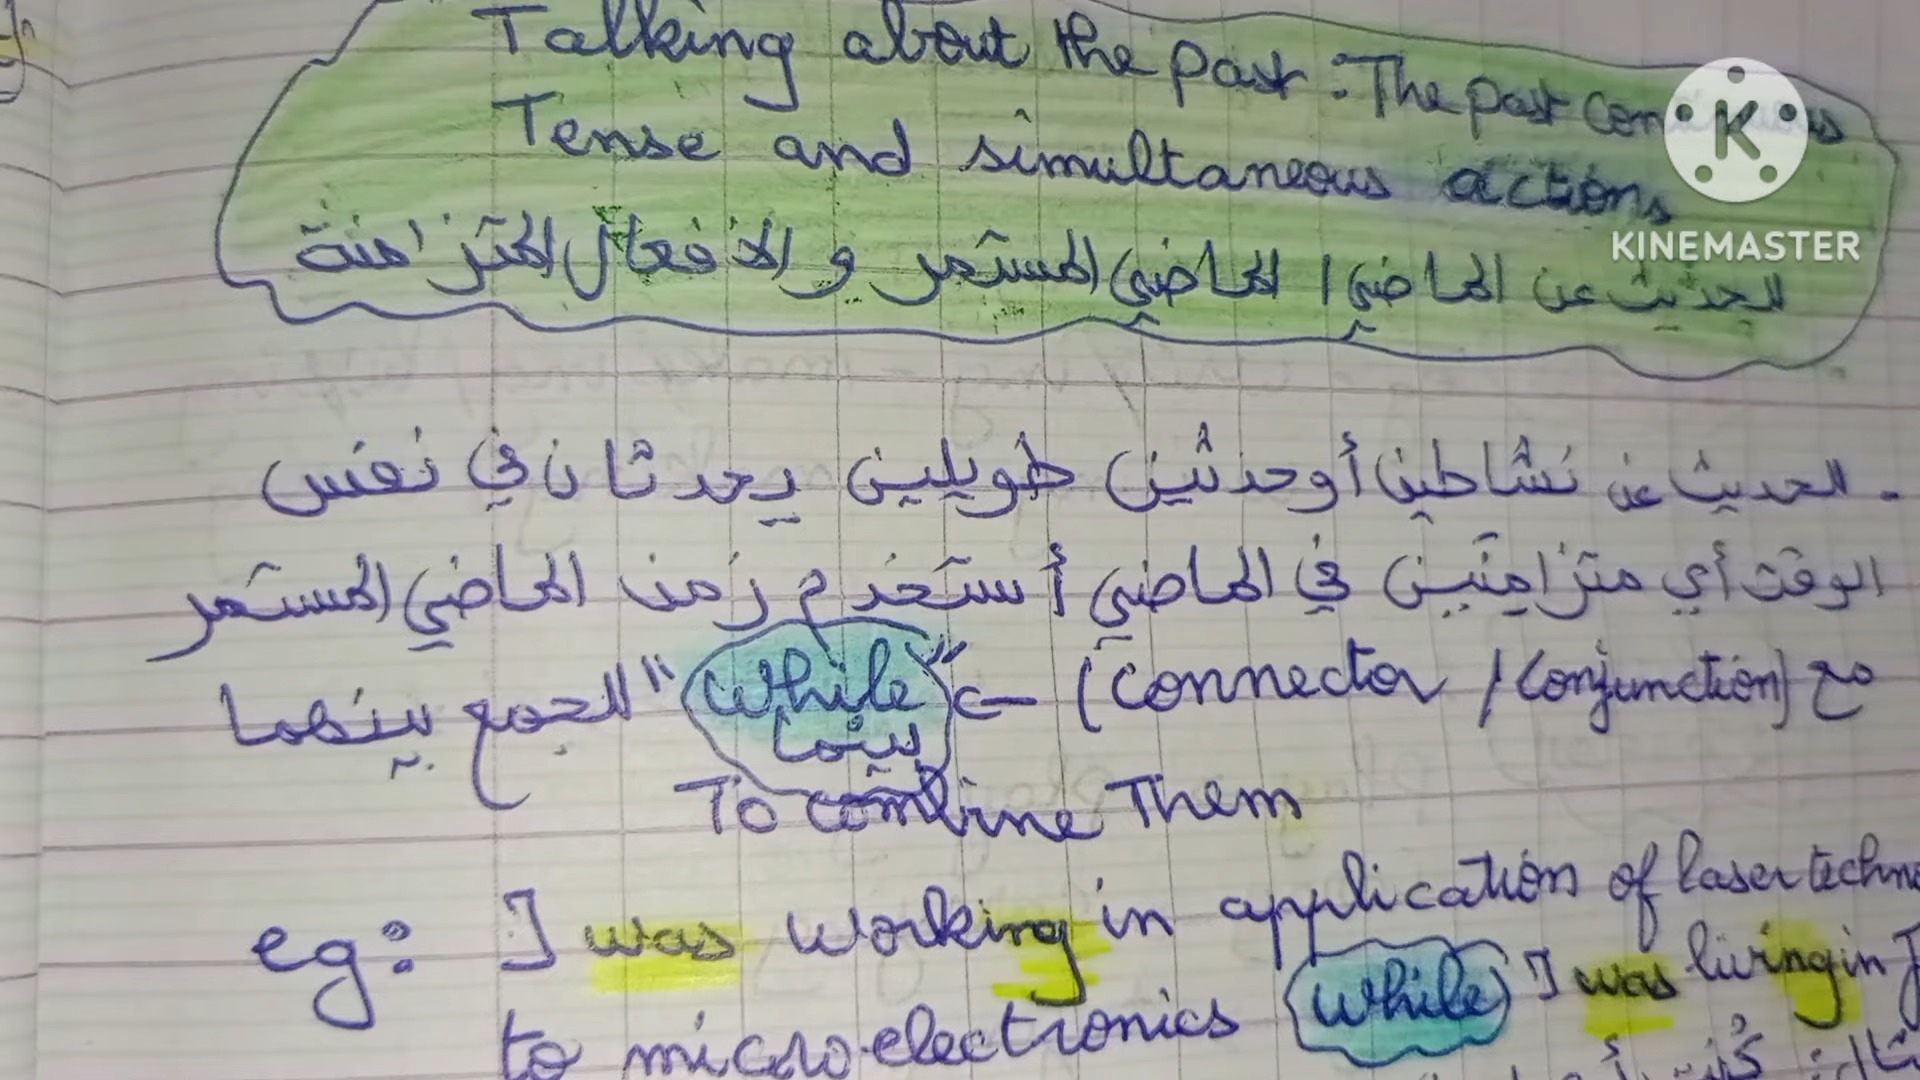 Talking about the past : The past
Tense and simultaneous actions
الحديث عن الماضي / الماضي المستمر و الأفعال المتزامنة
KINEMASTER
- الحديث عن نشاطين أو حدثين طويلين يحدثان في نفس
الوقت أي متزامنين في الماضي أستخدم زمن الماضي المستمر
مع (Connector / Conjunction) ← "while" للجمع بينهما
بينما
To combine Them
eg: I was working in application of laser
to micro-electronics while I was living in